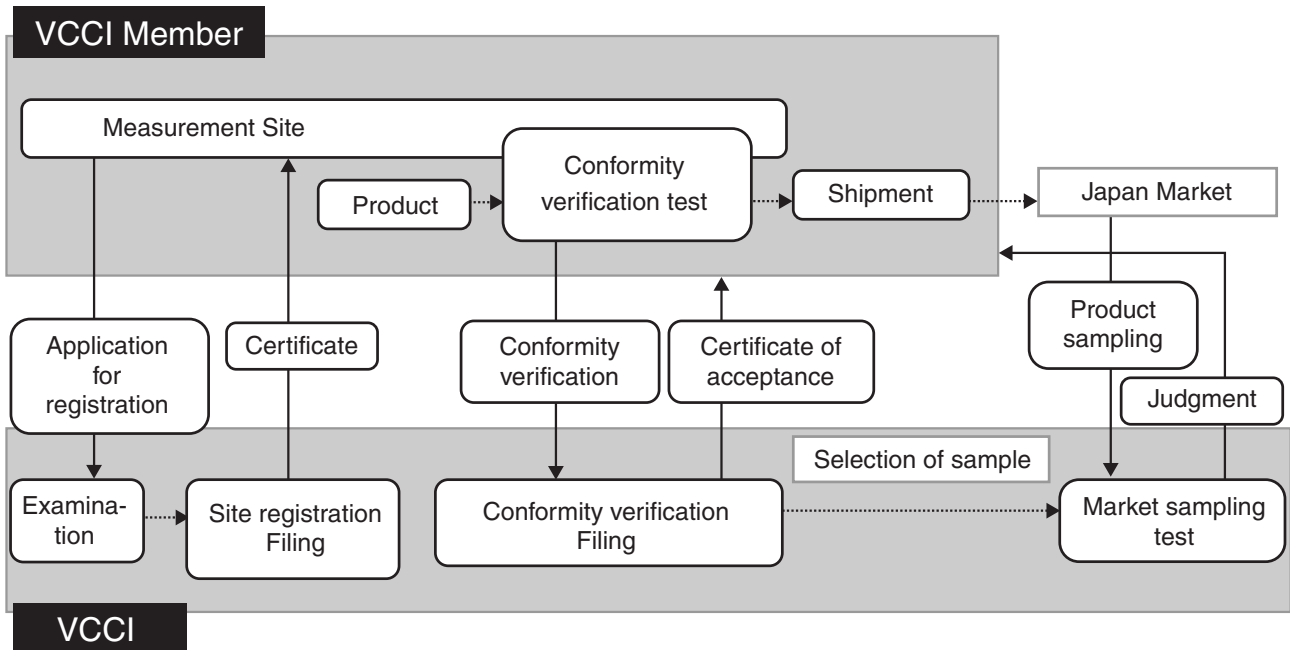 VCCI Member
Measurement Site
Conformity
verification test
Product
Shipment
Japan Market
Application
for
registration
Certificate
Conformity
verification
Certificate of
acceptance
Product
sampling
Judgment
Selection of sample
Examina-
tion
Site registration
Filing
Conformity verification
Filing
Market sampling
test
VCCI